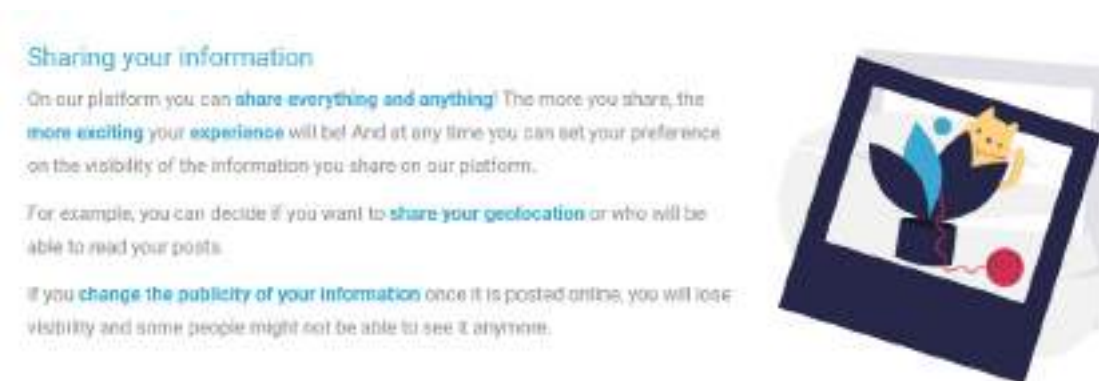 Sharing your information
On our platform you can share everything and anything! The more you share, the
more exciting your experience will be! And at any time you can set your preference
on the visibility of the information you share on our platform.
For example, you can decide if you want to share your geolocation or who will be
able to read your posts.
If you change the publicity of your information once it is posted online, you will lose
visibility and some people might not be able to see it anymore.